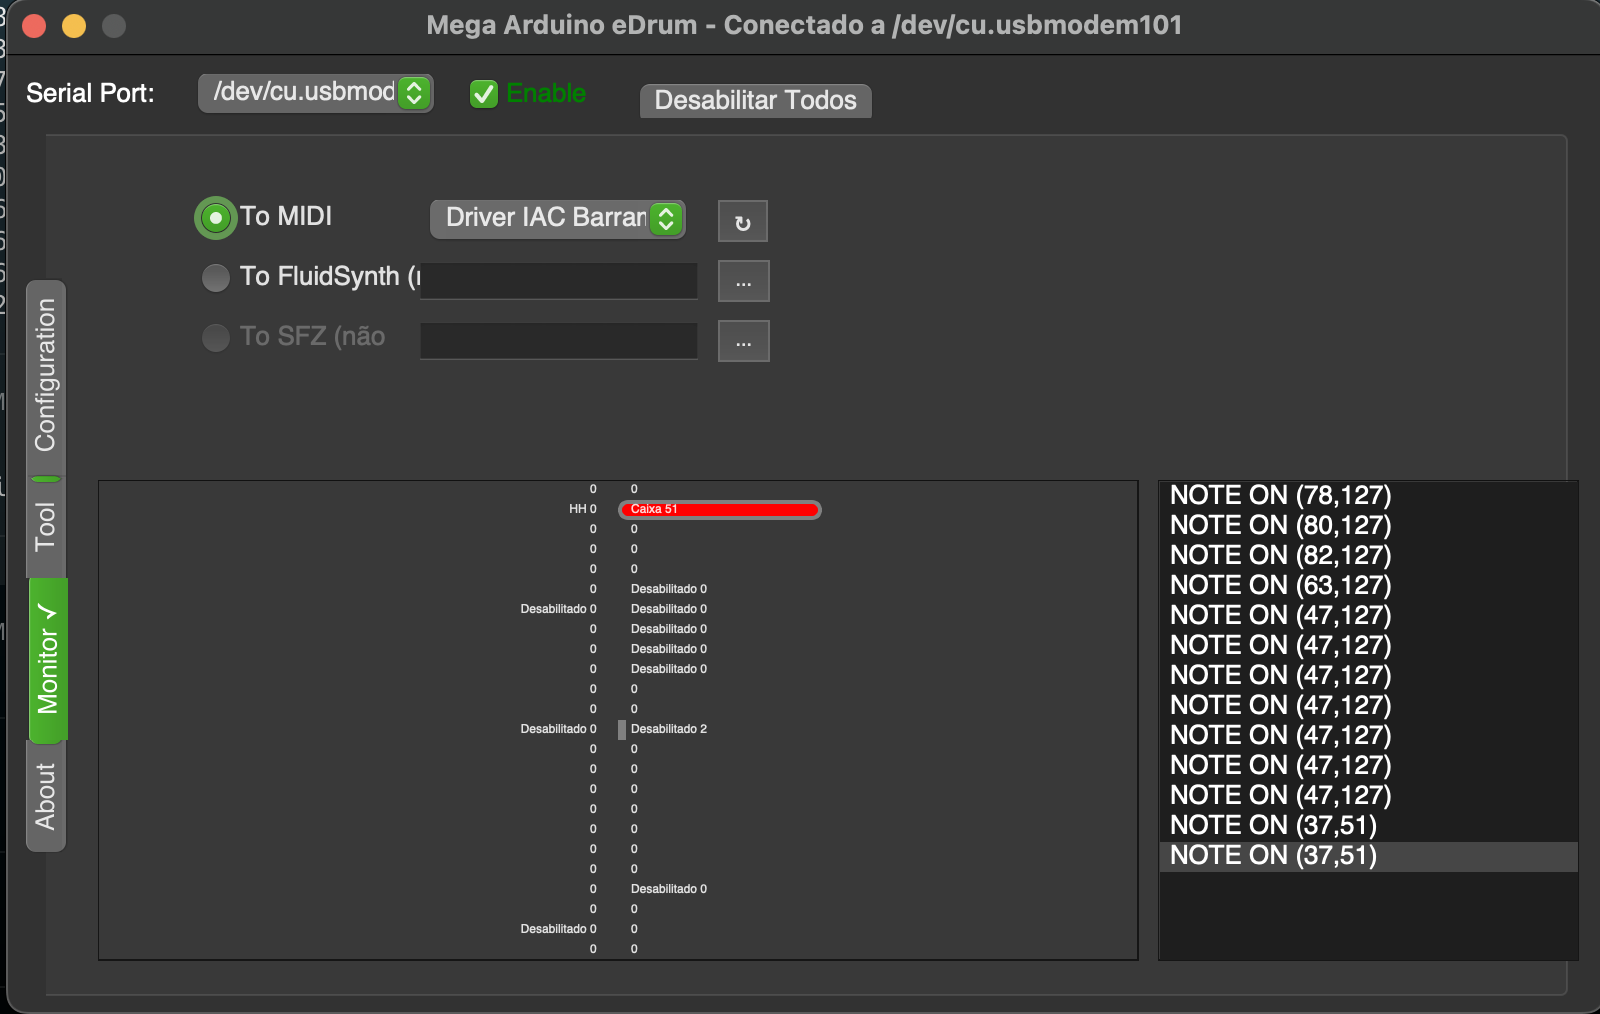 Mega Arduino eDrum - Conectado a /dev/cu.usbmodem101
Serial Port:
/dev/cu.usbmod
Enable
Desabilitar Todos
To MIDI
Driver IAC Barran
↻
To FluidSynth (
...
To SFZ (não
...
Configuration
Tool
Monitor ✓
About
0 0
HH 0 Caixa 51
0 0
0 0
0 0
0 Desabilitado 0
Desabilitado 0 Desabilitado 0
0 Desabilitado 0
0 Desabilitado 0
0 Desabilitado 0
0 0
0 0
Desabilitado 0 Desabilitado 2
0 0
0 0
0 0
0 0
0 0
0 0
0 0
0 Desabilitado 0
0 0
Desabilitado 0 0
0 0
NOTE ON (78,127)
NOTE ON (80,127)
NOTE ON (82,127)
NOTE ON (63,127)
NOTE ON (47,127)
NOTE ON (47,127)
NOTE ON (47,127)
NOTE ON (47,127)
NOTE ON (47,127)
NOTE ON (47,127)
NOTE ON (47,127)
NOTE ON (37,51)
NOTE ON (37,51)